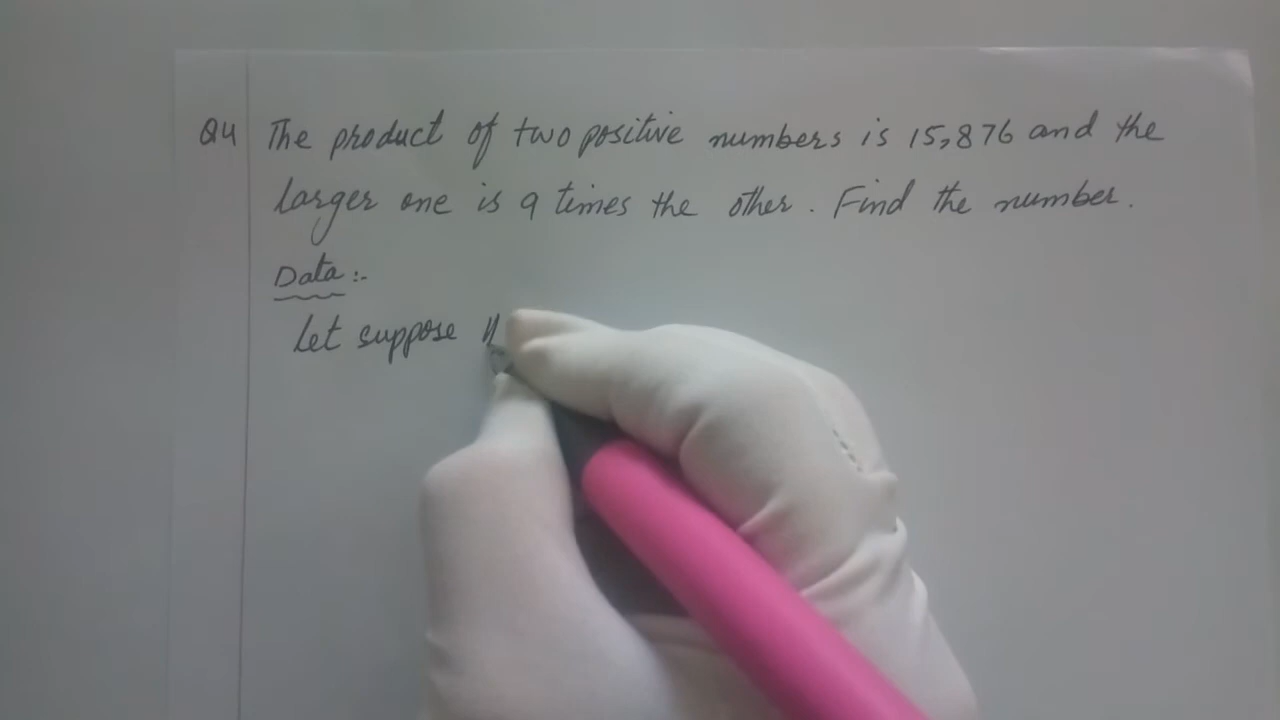 Q4 The product of two positive numbers is 15,876 and the
larger one is 9 times the other. Find the number.
Data:-
Let suppose